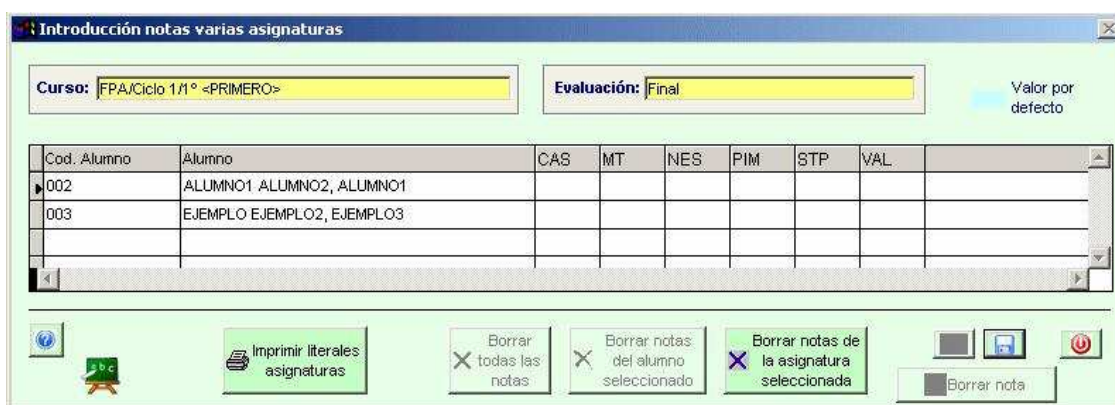 Introducción notas varias asignaturas
Curso: FPA/Ciclo 1/1º <PRIMERO> Evaluación: Final Valor por
defecto
Cod. Alumno Alumno CAS MT NES PIM STP VAL
002 ALUMNO1 ALUMNO2, ALUMNO1
003 EJEMPLO EJEMPLO2, EJEMPLO3
abc
Imprimir literales
asignaturas
Borrar
todas las
notas
Borrar notas
del alumno
seleccionado
Borrar notas de
la asignatura
seleccionada
Borrar nota